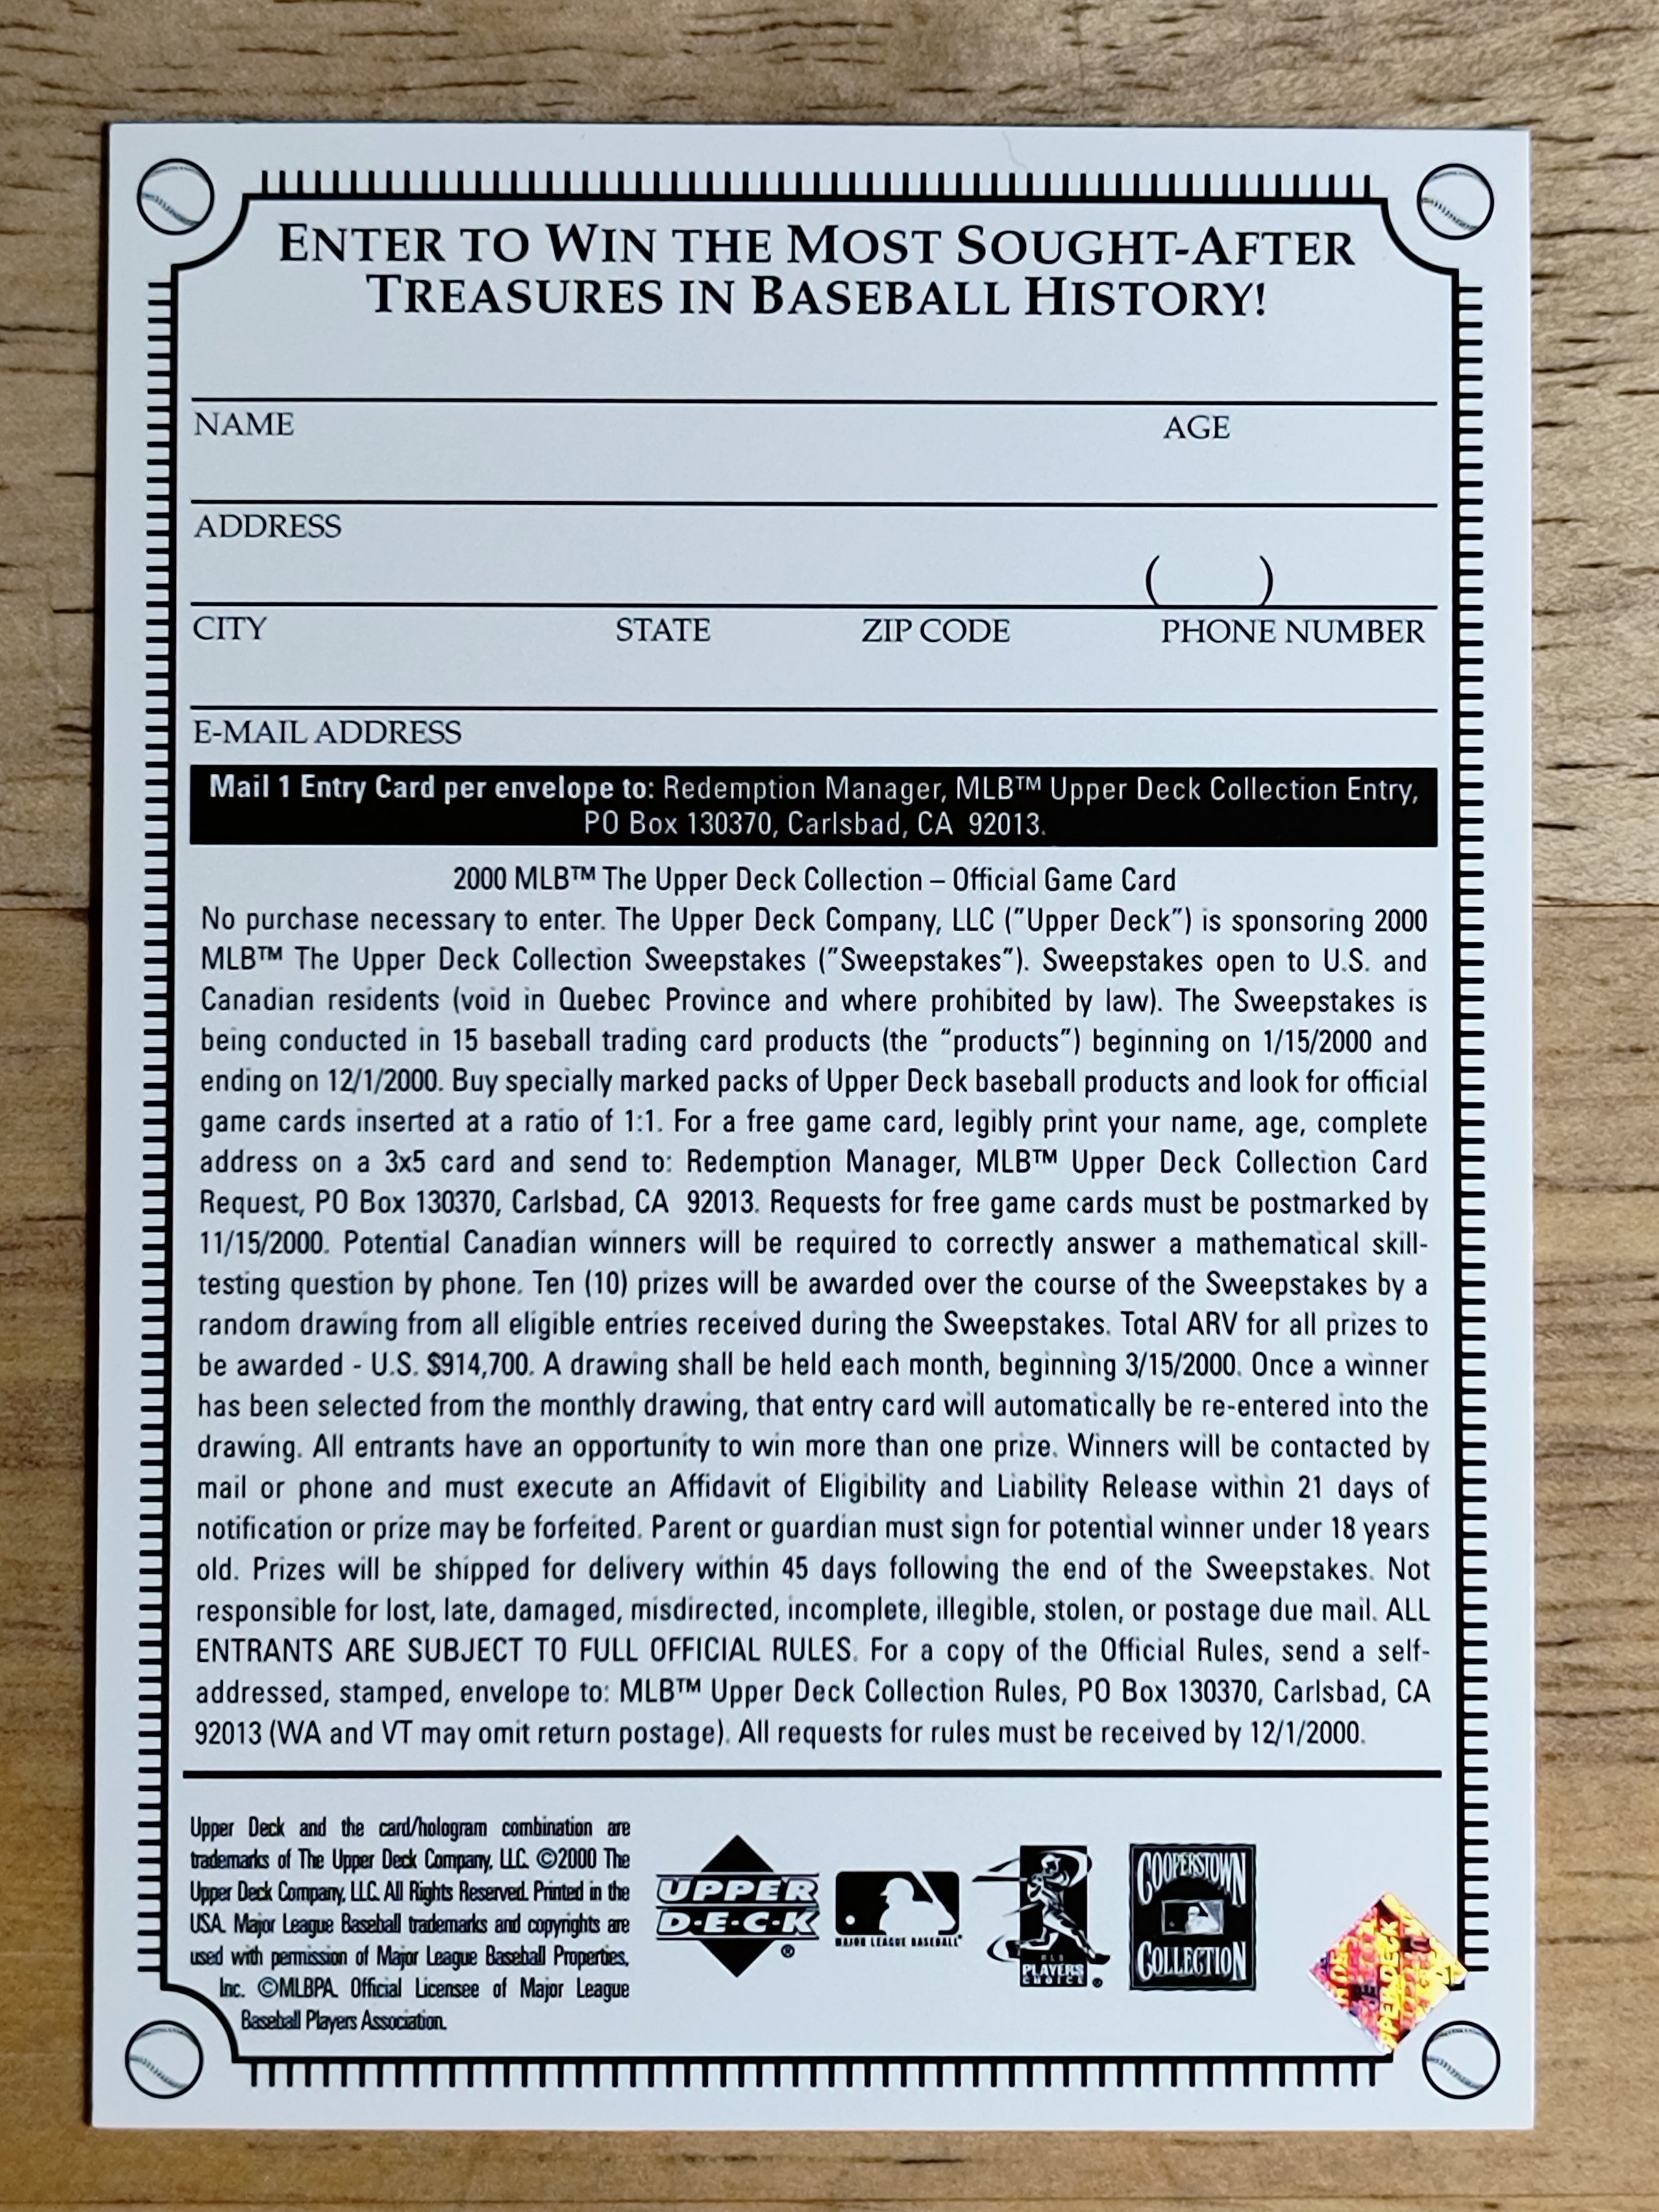 ENTER TO WIN THE MOST SOUGHT-AFTER
TREASURES IN BASEBALL HISTORY!
NAME AGE
ADDRESS
( )
CITY STATE ZIP CODE PHONE NUMBER
E-MAIL ADDRESS
Mail 1 Entry Card per envelope to: Redemption Manager, MLB™ Upper Deck Collection Entry,
PO Box 130370, Carlsbad, CA 92013.
2000 MLB™ The Upper Deck Collection – Official Game Card
No purchase necessary to enter. The Upper Deck Company, LLC ("Upper Deck") is sponsoring 2000
MLB™ The Upper Deck Collection Sweepstakes ("Sweepstakes"). Sweepstakes open to U.S. and
Canadian residents (void in Quebec Province and where prohibited by law). The Sweepstakes is
being conducted in 15 baseball trading card products (the “products”) beginning on 1/15/2000 and
ending on 12/1/2000. Buy specially marked packs of Upper Deck baseball products and look for official
game cards inserted at a ratio of 1:1. For a free game card, legibly print your name, age, complete
address on a 3x5 card and send to: Redemption Manager, MLB™ Upper Deck Collection Card
Request, PO Box 130370, Carlsbad, CA 92013. Requests for free game cards must be postmarked by
11/15/2000. Potential Canadian winners will be required to correctly answer a mathematical skill-
testing question by phone. Ten (10) prizes will be awarded over the course of the Sweepstakes by a
random drawing from all eligible entries received during the Sweepstakes. Total ARV for all prizes to
be awarded - U.S. $914,700. A drawing shall be held each month, beginning 3/15/2000. Once a winner
has been selected from the monthly drawing, that entry card will automatically be re-entered into the
drawing. All entrants have an opportunity to win more than one prize. Winners will be contacted by
mail or phone and must execute an Affidavit of Eligibility and Liability Release within 21 days of
notification or prize may be forfeited. Parent or guardian must sign for potential winner under 18 years
old. Prizes will be shipped for delivery within 45 days following the end of the Sweepstakes. Not
responsible for lost, late, damaged, misdirected, incomplete, illegible, stolen, or postage due mail. ALL
ENTRANTS ARE SUBJECT TO FULL OFFICIAL RULES. For a copy of the Official Rules, send a self-
addressed, stamped, envelope to: MLB™ Upper Deck Collection Rules, PO Box 130370, Carlsbad, CA
92013 (WA and VT may omit return postage). All requests for rules must be received by 12/1/2000.
Upper Deck and the card/hologram combination are
trademarks of The Upper Deck Company, LLC. ©2000 The
Upper Deck Company, LLC. All Rights Reserved. Printed in the
USA. Major League Baseball trademarks and copyrights are
used with permission of Major League Baseball Properties,
Inc. ©MLBPA. Official Licensee of Major League
Baseball Players Association.
UPPER
D·E·C·K
®
MAJOR LEAGUE BASEBALL
MLB
PLAYERS
CHOICE ®
COOPERSTOWN
COLLECTION
UPPER DECK